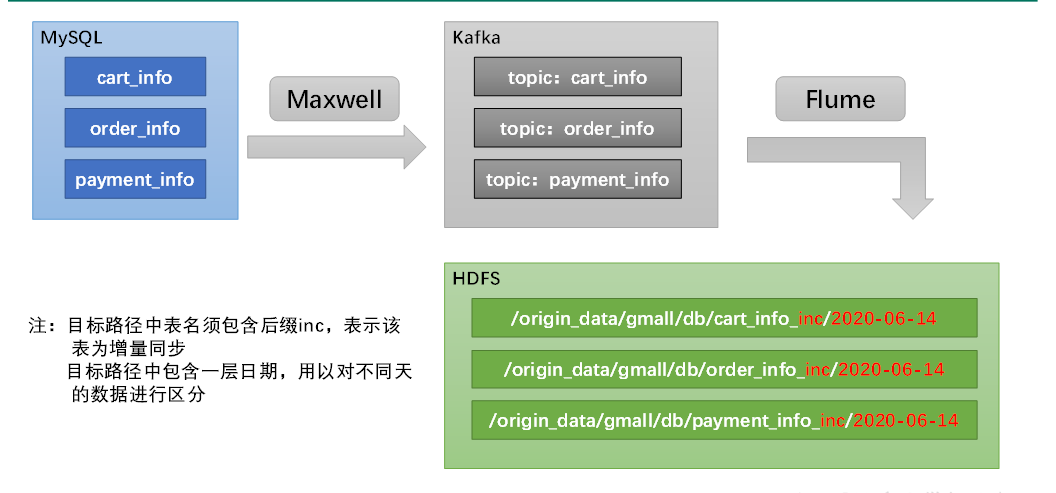 MySQL
cart_info
order_info
payment_info
Maxwell
Kafka
topic：cart_info
topic：order_info
topic：payment_info
Flume
HDFS
/origin_data/gmall/db/cart_info_inc/2020-06-14
/origin_data/gmall/db/order_info_inc/2020-06-14
/origin_data/gmall/db/payment_info_inc/2020-06-14
注：目标路径中表名须包含后缀inc，表示该
表为增量同步
目标路径中包含一层日期，用以对不同天
的数据进行区分